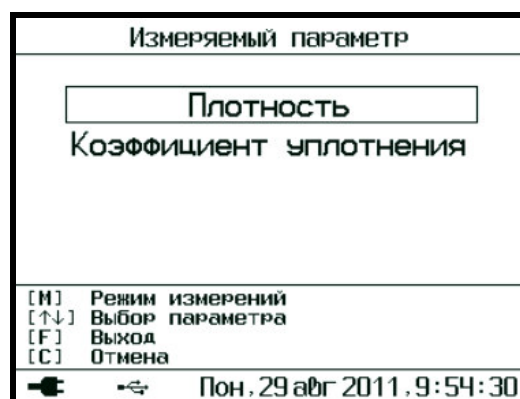 Измеряемый параметр
Плотность
Коэффициент уплотнения
[М] Режим измерений
[↑↓] Выбор параметра
[F] Выход
[C] Отмена
Пон, 29 авг 2011, 9:54:30